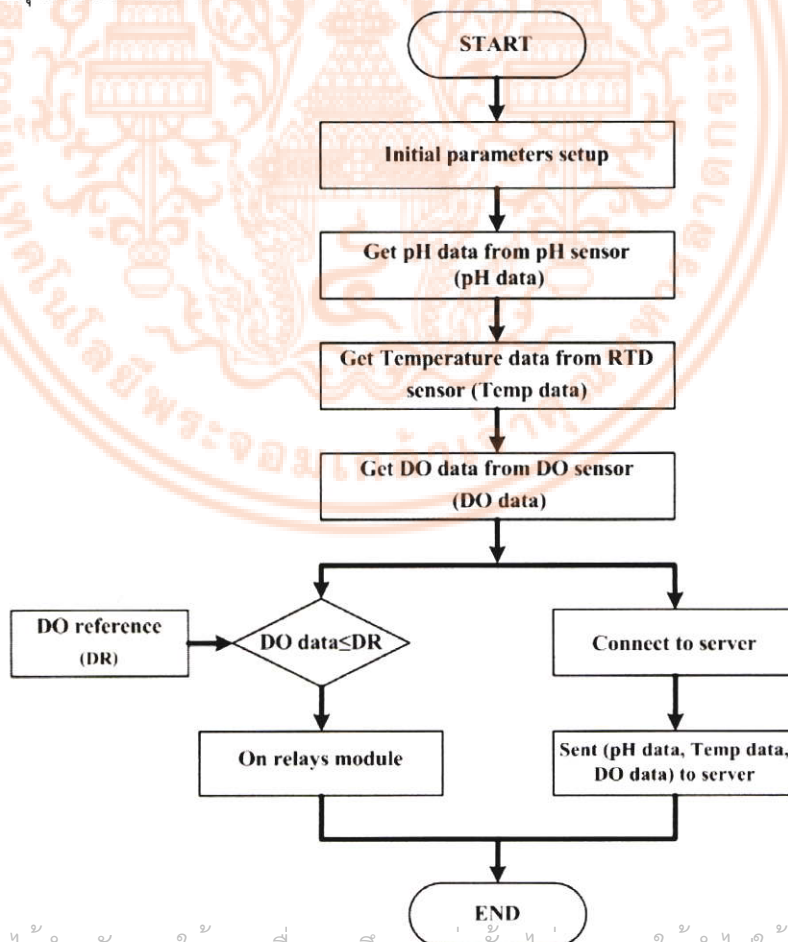 START
Initial parameters setup
Get pH data from pH sensor
(pH data)
Get Temperature data from RTD
sensor (Temp data)
Get DO data from DO sensor
(DO data)
DO reference
(DR)
DO data≤DR
Connect to server
On relays module
Sent (pH data, Temp data,
DO data) to server
END